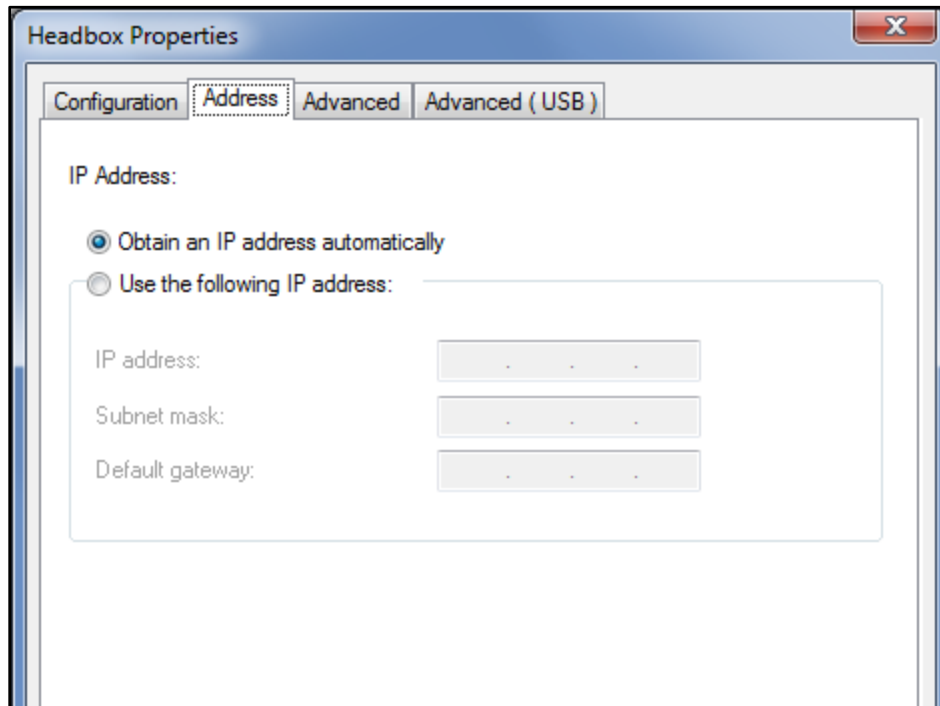 Headbox Properties
Configuration Address Advanced Advanced ( USB )
IP Address:
Obtain an IP address automatically
Use the following IP address:
IP address: . . .
Subnet mask: . . .
Default gateway: . . .